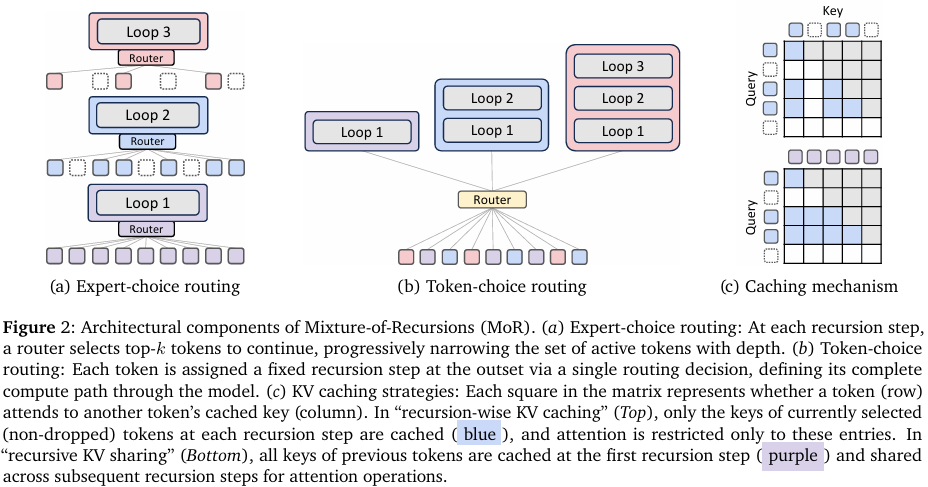 Loop 3
Router
Loop 2
Router
Loop 1
Router
(a) Expert-choice routing
Loop 1
Loop 2
Loop 1
Loop 3
Loop 2
Loop 1
Router
(b) Token-choice routing
Key
Query
Query
(c) Caching mechanism
Figure 2: Architectural components of Mixture-of-Recursions (MoR). (a) Expert-choice routing: At each recursion step,
a router selects top-k tokens to continue, progressively narrowing the set of active tokens with depth. (b) Token-choice
routing: Each token is assigned a fixed recursion step at the outset via a single routing decision, defining its complete
compute path through the model. (c) KV caching strategies: Each square in the matrix represents whether a token (row)
attends to another token’s cached key (column). In “recursion-wise KV caching” (Top), only the keys of currently selected
(non-dropped) tokens at each recursion step are cached ( blue ), and attention is restricted only to these entries. In
“recursive KV sharing” (Bottom), all keys of previous tokens are cached at the first recursion step ( purple ) and shared
across subsequent recursion steps for attention operations.